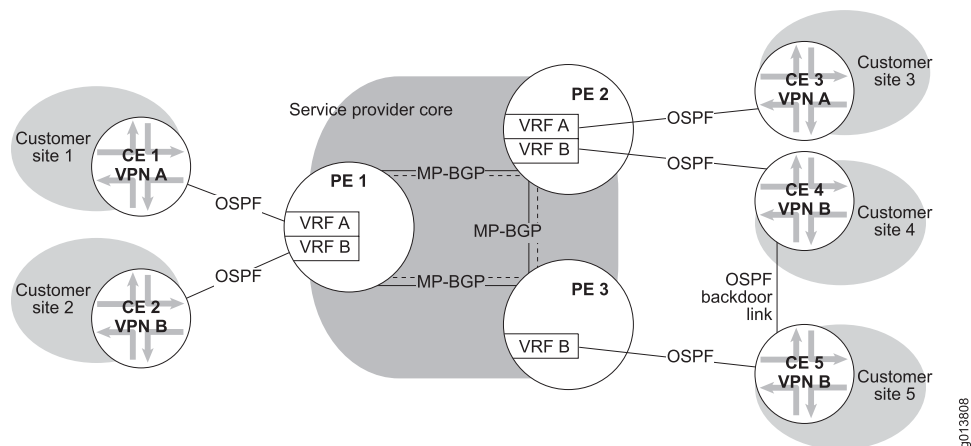 Service provider core
Customer
site 1
CE 1
VPN A
OSPF
Customer
site 2
CE 2
VPN B
OSPF
PE 1
VRF A
VRF B
MP-BGP
MP-BGP
MP-BGP
PE 2
VRF A
VRF B
PE 3
VRF B
OSPF
OSPF
OSPF
CE 3
VPN A
Customer
site 3
CE 4
VPN B
Customer
site 4
OSPF
backdoor
link
CE 5
VPN B
Customer
site 5
g013808